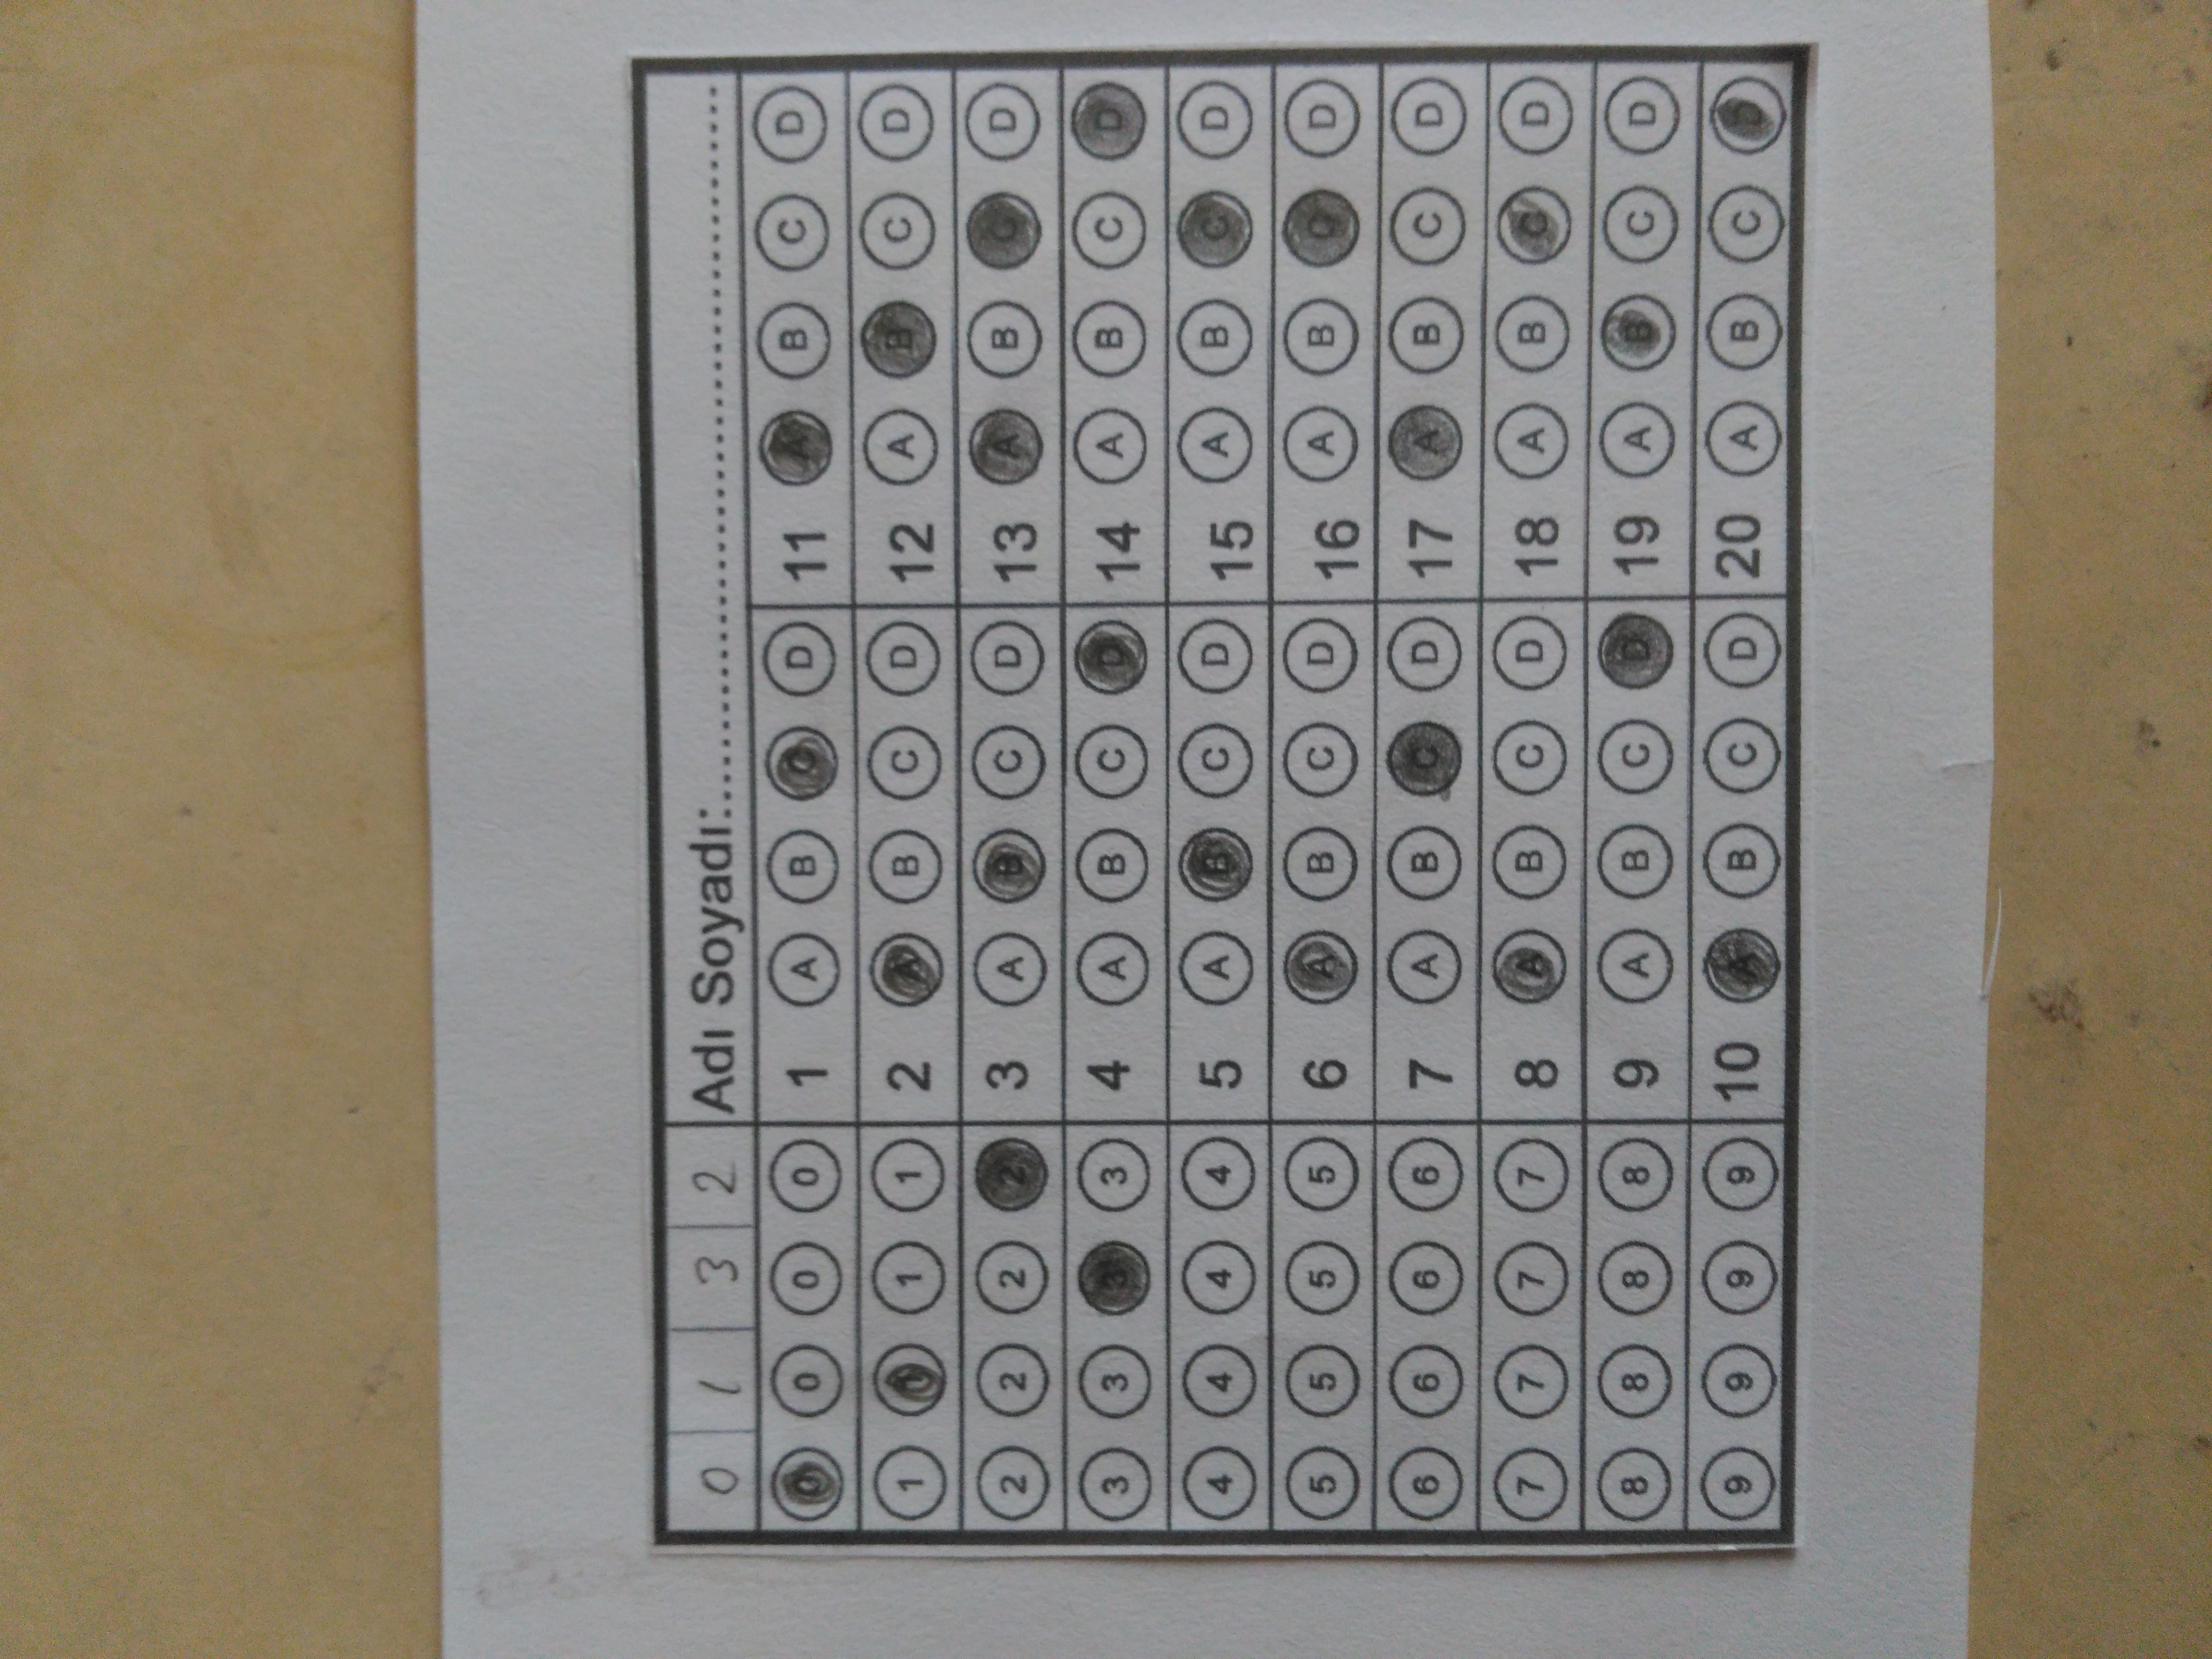 0 1 3 2 Adı Soyadı:..........................................
0 0 0 0 1 A B C D 11 A B C D
1 1 1 1 2 A B C D 12 A B C D
2 2 2 2 3 A B C D 13 A B C D
3 3 3 3 4 A B C D 14 A B C D
4 4 4 4 5 A B C D 15 A B C D
5 5 5 5 6 A B C D 16 A B C D
6 6 6 6 7 A B C D 17 A B C D
7 7 7 7 8 A B C D 18 A B C D
8 8 8 8 9 A B C D 19 A B C D
9 9 9 9 10 A B C D 20 A B C D